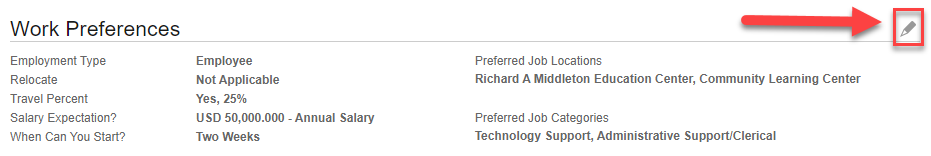 Work Preferences
Employment Type Employee
Relocate Not Applicable
Travel Percent Yes, 25%
Salary Expectation? USD 50,000.000 - Annual Salary
When Can You Start? Two Weeks
Preferred Job Locations
Richard A Middleton Education Center, Community Learning Center
Preferred Job Categories
Technology Support, Administrative Support/Clerical